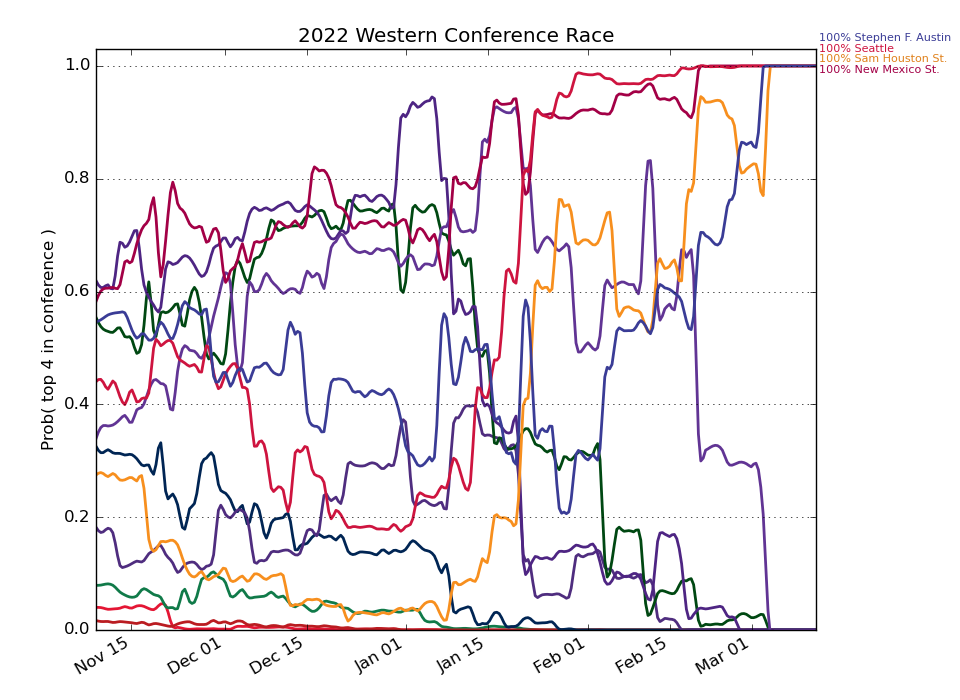 2022 Western Conference Race
100% Stephen F. Austin
100% Seattle
100% Sam Houston St.
100% New Mexico St.
Prob( top 4 in conference )
1.0
0.8
0.6
0.4
0.2
0.0
Nov 15
Dec 01
Dec 15
Jan 01
Jan 15
Feb 01
Feb 15
Mar 01